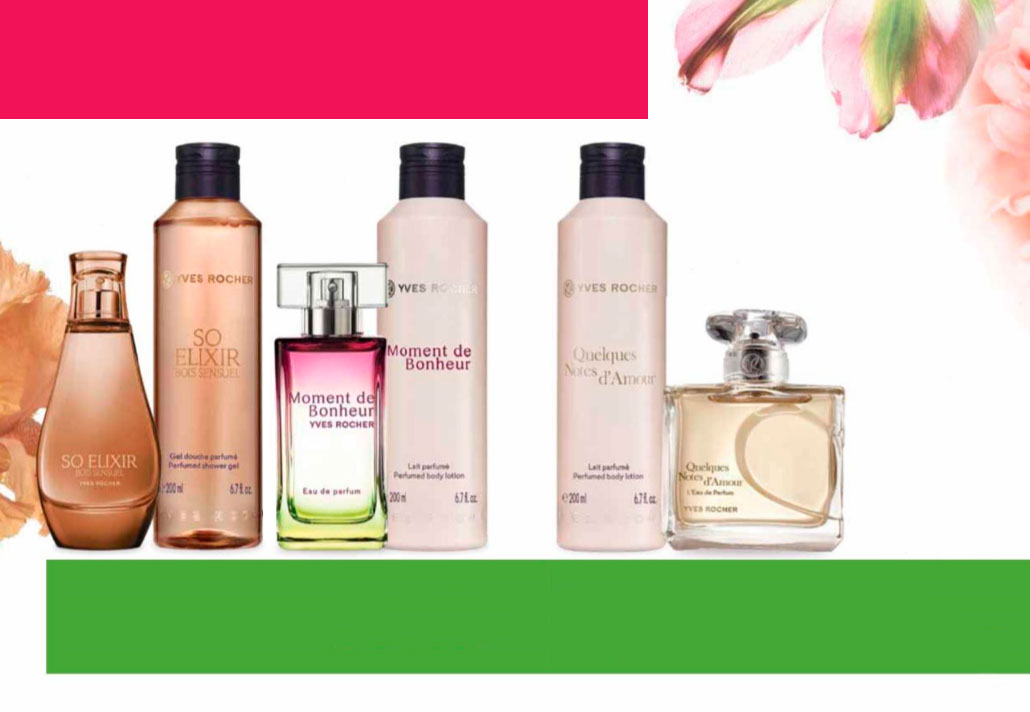 SO ELIXIR
BOIS SENSUEL
YVES ROCHER
YVES ROCHER
SO
ELIXIR
BOIS SENSUEL
Gel douche parfumé
Perfumed shower gel
200 ml 6.7 fl. oz.
Moment de
Bonheur
YVES ROCHER
Eau de parfum
YVES ROCHER
Moment de
Bonheur
Lait parfumé
Perfumed body lotion
200 ml 6.7 fl. oz.
YVES ROCHER
Quelques
Notes d'Amour
Lait parfumé
Perfumed body lotion
e 200 ml 6.7 fl. oz.
Quelques
Notes d'Amour
L'Eau de Parfum
YVES ROCHER